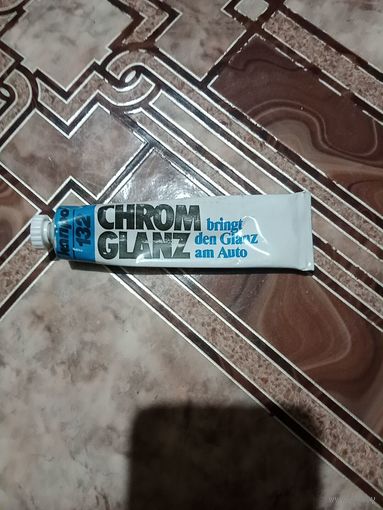 132
CHROM
GLANZ
bringt
den Glanz
am Auto